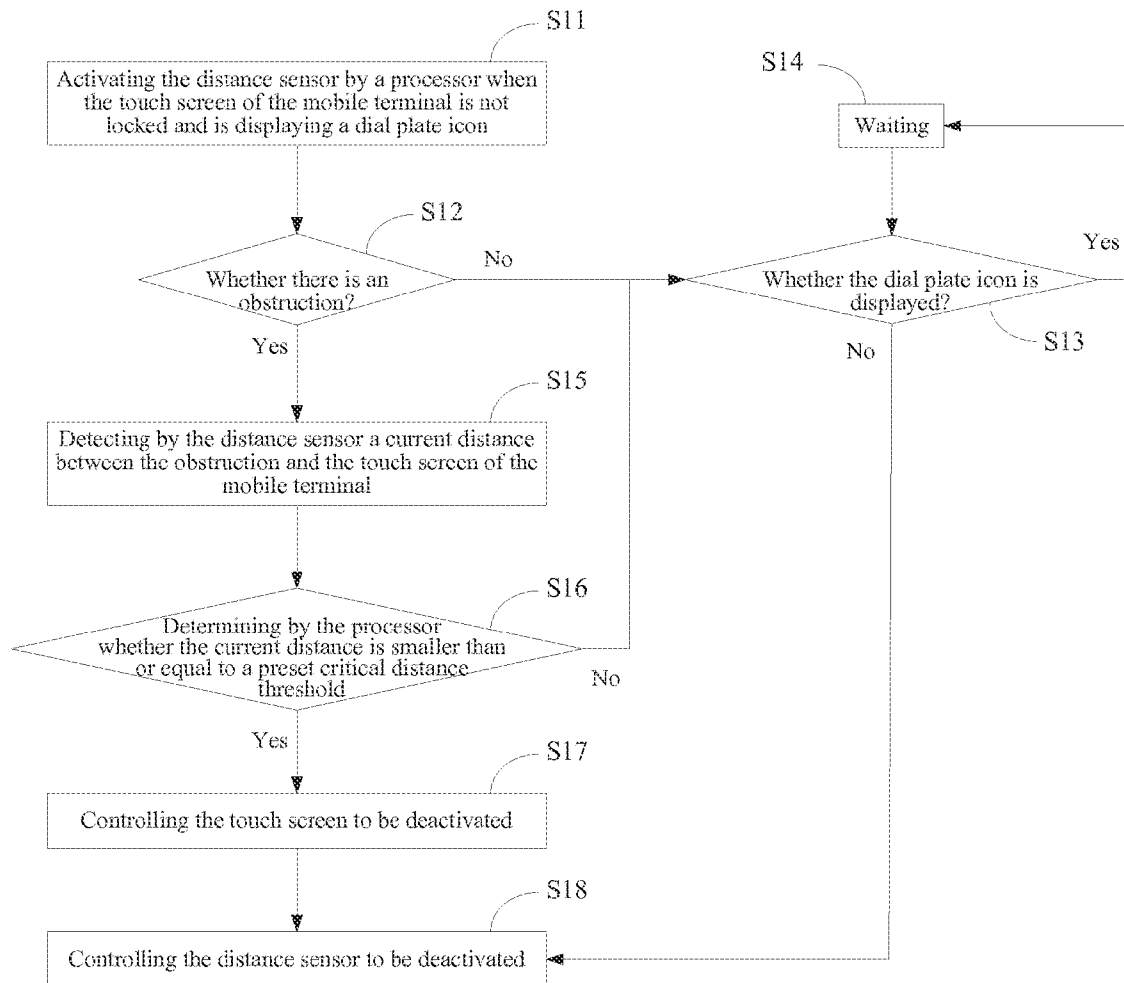 S11
Activating the distance sensor by a processor when
the touch screen of the mobile terminal is not
locked and is displaying a dial plate icon
S14
Waiting
S12
Whether there is an
obstruction?
No
Yes
Whether the dial plate icon is
displayed?
Yes
S13
No
S15
Detecting by the distance sensor a current distance
between the obstruction and the touch screen of the
mobile terminal
S16
Determining by the processor
whether the current distance is smaller than
or equal to a preset critical distance
threshold
No
Yes
S17
Controlling the touch screen to be deactivated
S18
Controlling the distance sensor to be deactivated